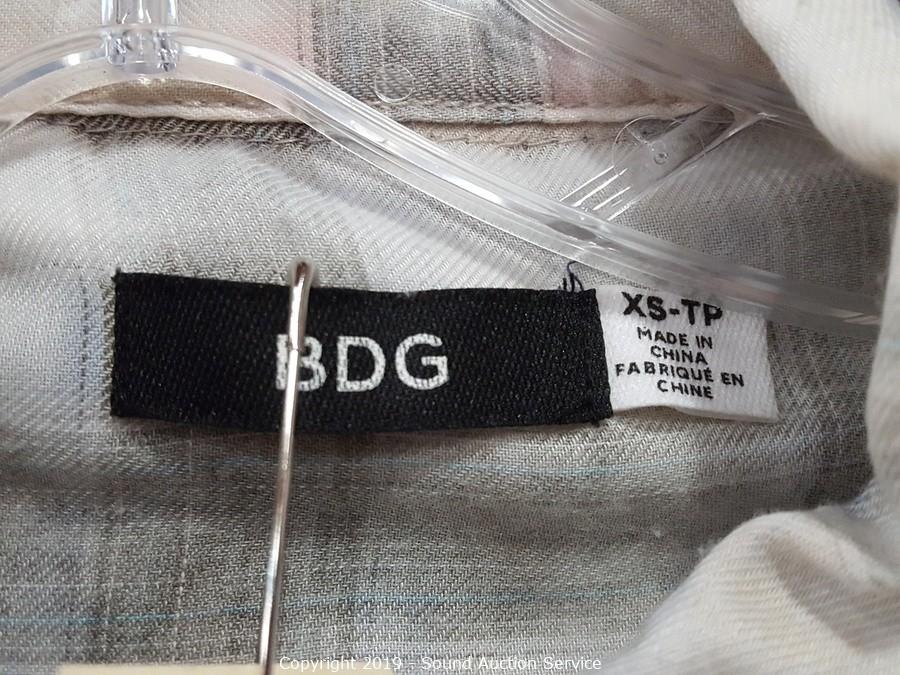 BDG
XS-TP
MADE IN
CHINA
FABRIQUÉ EN
CHINE
Copyright 2019 - Sound Auction Service